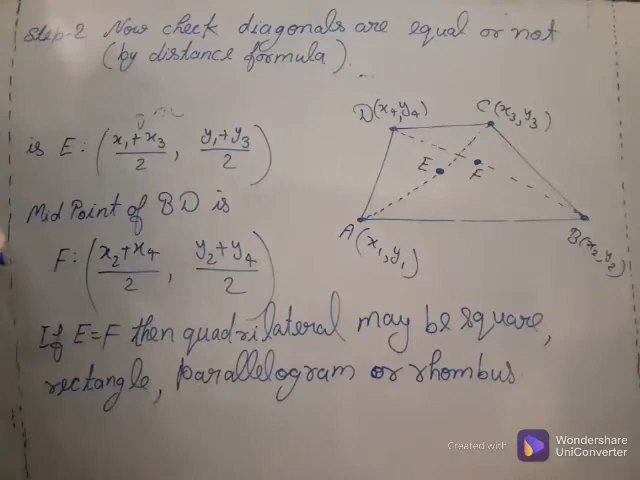 Step-2 Now check diagonals are equal or not
(by distance formula).
D(x₄,y₄)
C(x₃,y₃)
is E: ( x₁+x₃ / 2 , y₁+y₃ / 2 )
E
F
Mid Point of BD is
A(x₁,y₁)
B(x₂,y₂)
F: ( x₂+x₄ / 2 , y₂+y₄ / 2 )
If E=F then quadrilateral may be square,
rectangle, parallelogram or rhombus
Created with Wondershare
UniConverter